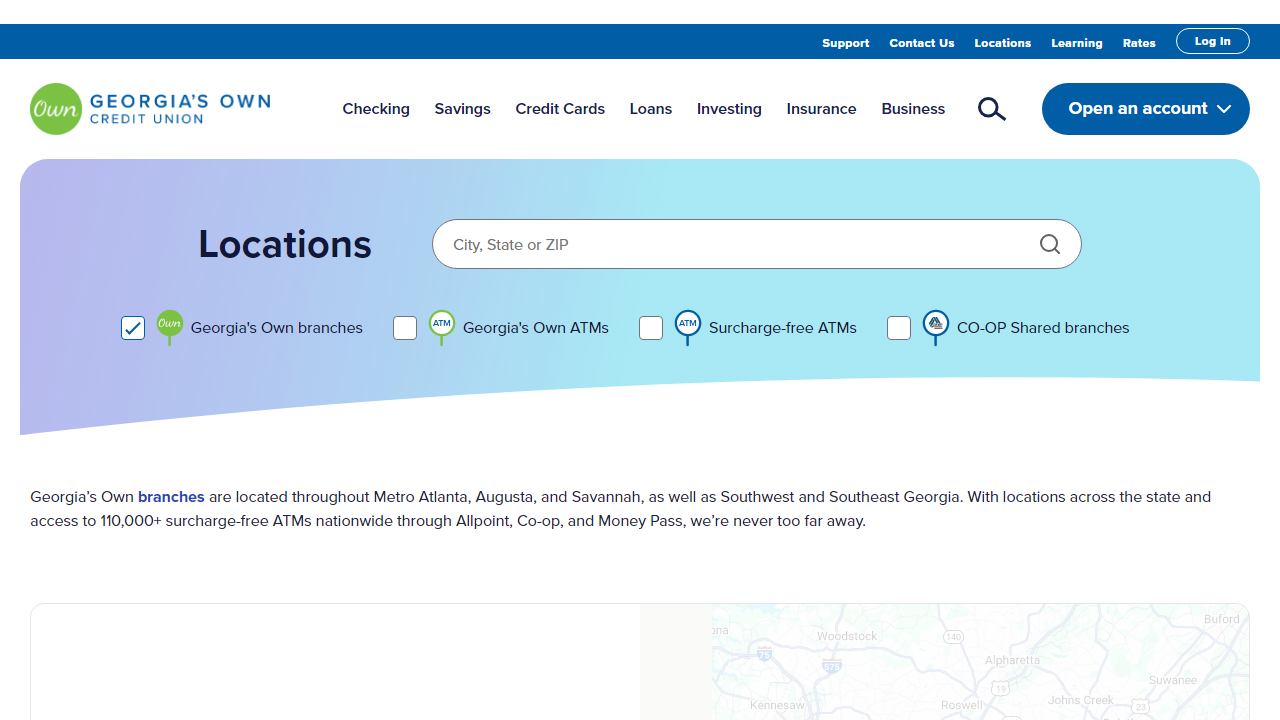 Support Contact Us Locations Learning Rates Log In
Own GEORGIA'S OWN
CREDIT UNION
Checking Savings Credit Cards Loans Investing Insurance Business Open an account
Locations City, State or ZIP
Own Georgia's Own branches ATM Georgia's Own ATMs ATM Surcharge-free ATMs CO-OP Shared branches
Georgia’s Own branches are located throughout Metro Atlanta, Augusta, and Savannah, as well as Southwest and Southeast Georgia. With locations across the state and
access to 110,000+ surcharge-free ATMs nationwide through Allpoint, Co-op, and Money Pass, we’re never too far away.
Buford
ona Woodstock 140
75 575 Alpharetta
Suwanee
19
Kennesaw Roswell Johns Creek 23